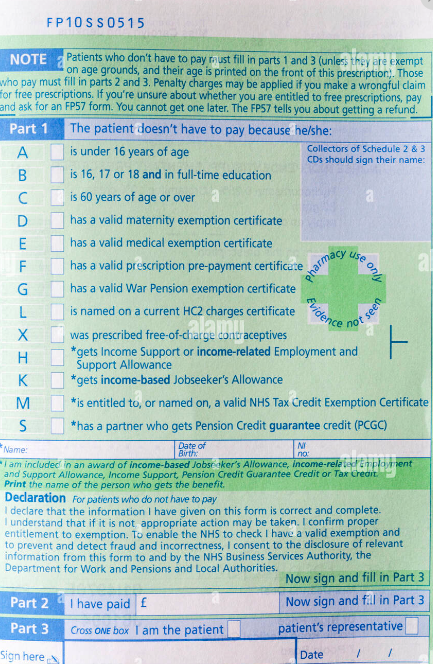 FP10SS0515
NOTE Patients who don't have to pay must fill in parts 1 and 3 (unless they are exempt
on age grounds, and their age is printed on the front of this prescription). Those
who pay must fill in parts 2 and 3. Penalty charges may be applied if you make a wrongful claim
for free prescriptions. If you're unsure about whether you are entitled to free prescriptions, pay
and ask for an FP57 form. You cannot get one later. The FP57 tells you about getting a refund.
Part 1 The patient doesn't have to pay because he/she:
A is under 16 years of age
Collectors of Schedule 2 & 3
CDs should sign their name:
B is 16, 17 or 18 and in full-time education
C is 60 years of age or over
D has a valid maternity exemption certificate
E has a valid medical exemption certificate
F has a valid prescription pre-payment certificate
G has a valid War Pension exemption certificate
L is named on a current HC2 charges certificate
Pharmacy use only
Evidence not seen
X was prescribed free-of-charge contraceptives
H *gets Income Support or income-related Employment and
Support Allowance
K *gets income-based Jobseeker's Allowance
M *is entitled to, or named on, a valid NHS Tax Credit Exemption Certificate
S *has a partner who gets Pension Credit guarantee credit (PCGC)
*Name: Date of Birth: NI no:
*I am included in an award of income-based Jobseeker's Allowance, income-related Employment
and Support Allowance, Income Support, Pension Credit Guarantee Credit or Tax Credit.
Print the name of the person who gets the benefit.
Declaration For patients who do not have to pay
I declare that the information I have given on this form is correct and complete.
I understand that if it is not, appropriate action may be taken. I confirm proper
entitlement to exemption. To enable the NHS to check I have a valid exemption and
to prevent and detect fraud and incorrectness, I consent to the disclosure of relevant
information from this form to and by the NHS Business Services Authority, the
Department for Work and Pensions and Local Authorities.
Now sign and fill in Part 3
Part 2 I have paid £ Now sign and fill in Part 3
Part 3 Cross ONE box I am the patient patient's representative
Sign here Date / /
alamy